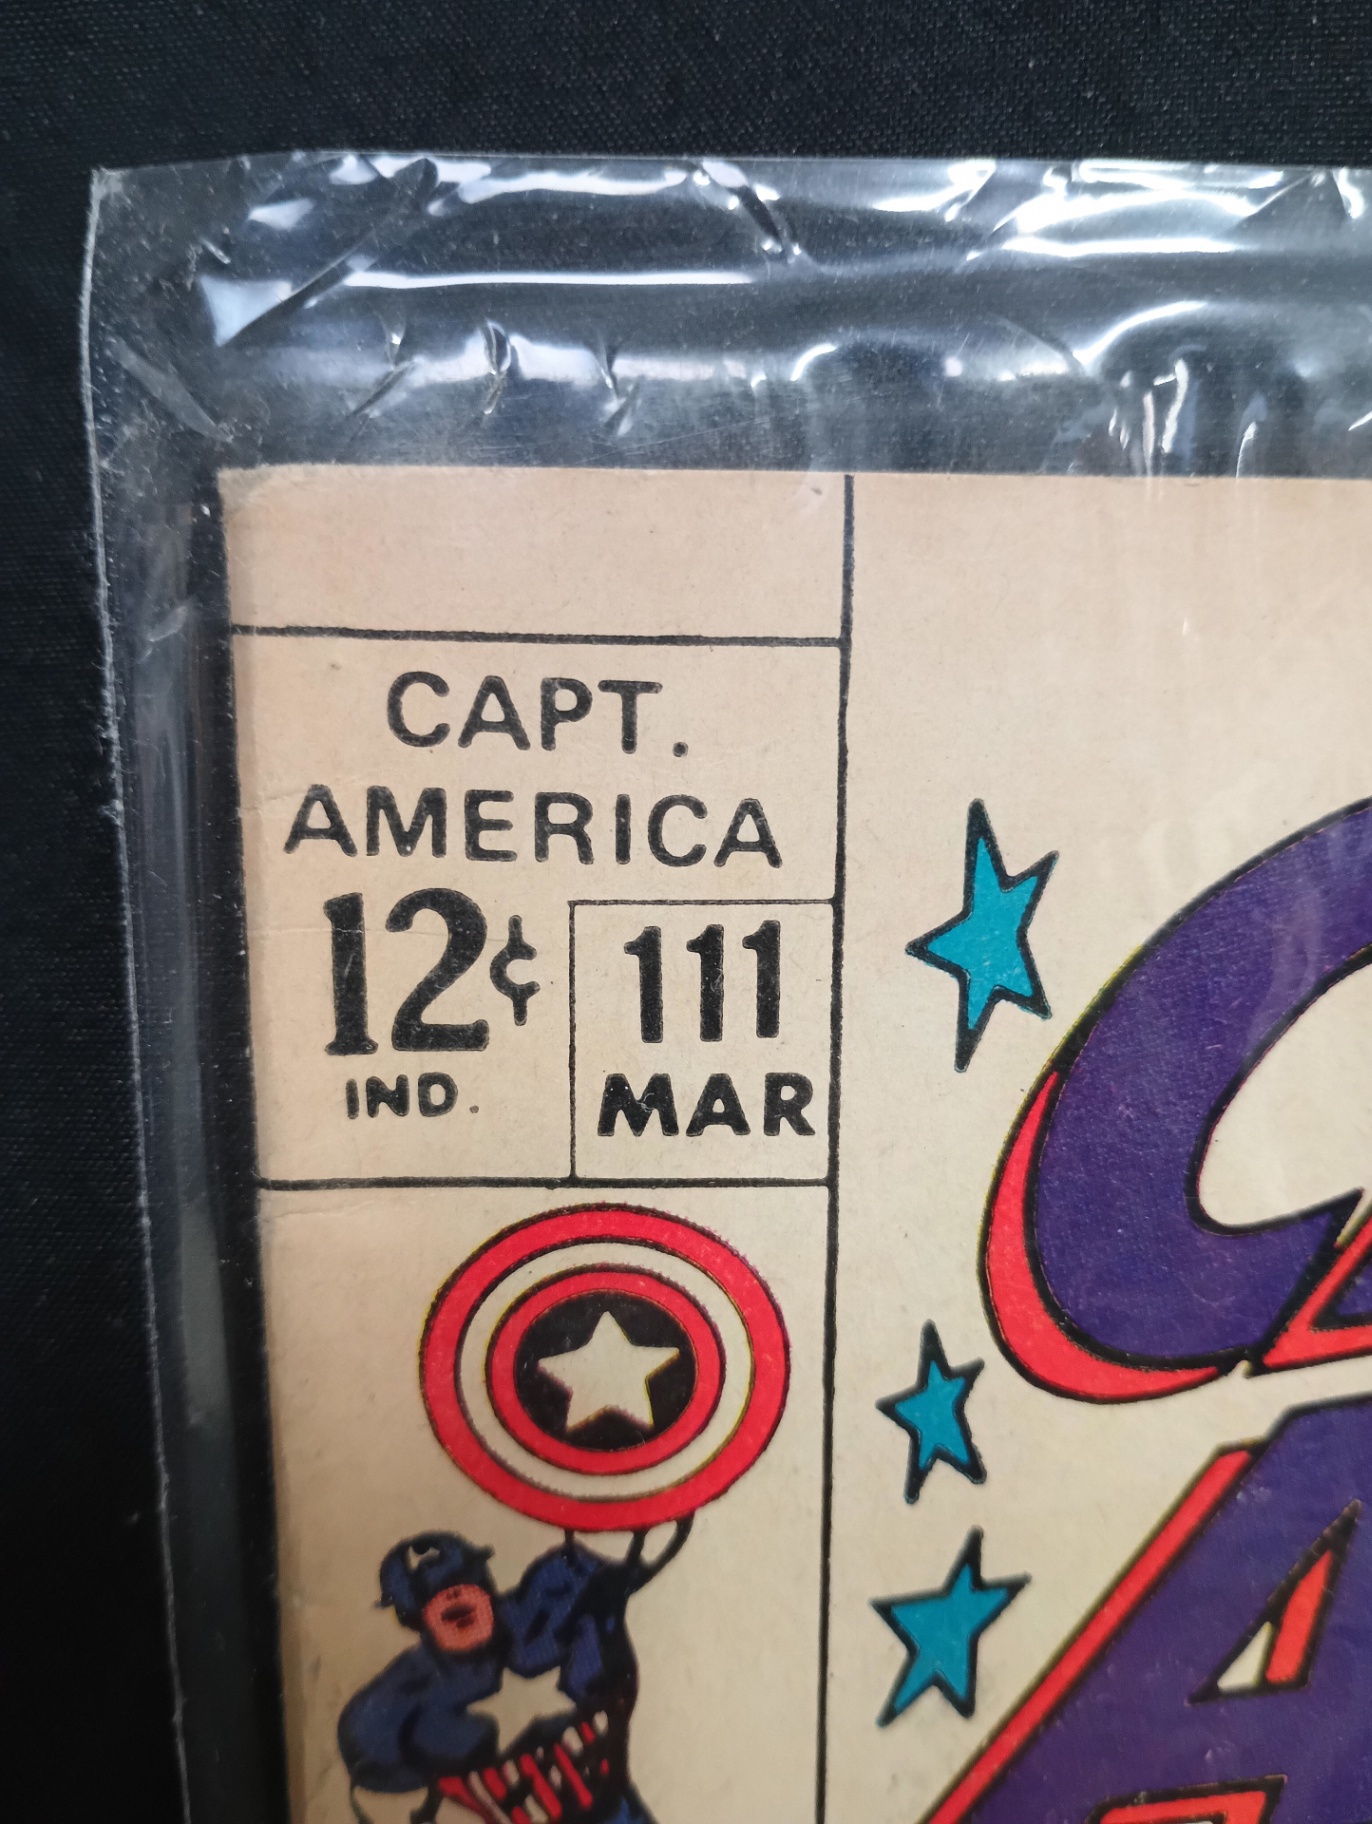 CAPT.
AMERICA
12¢
IND.
111
MAR